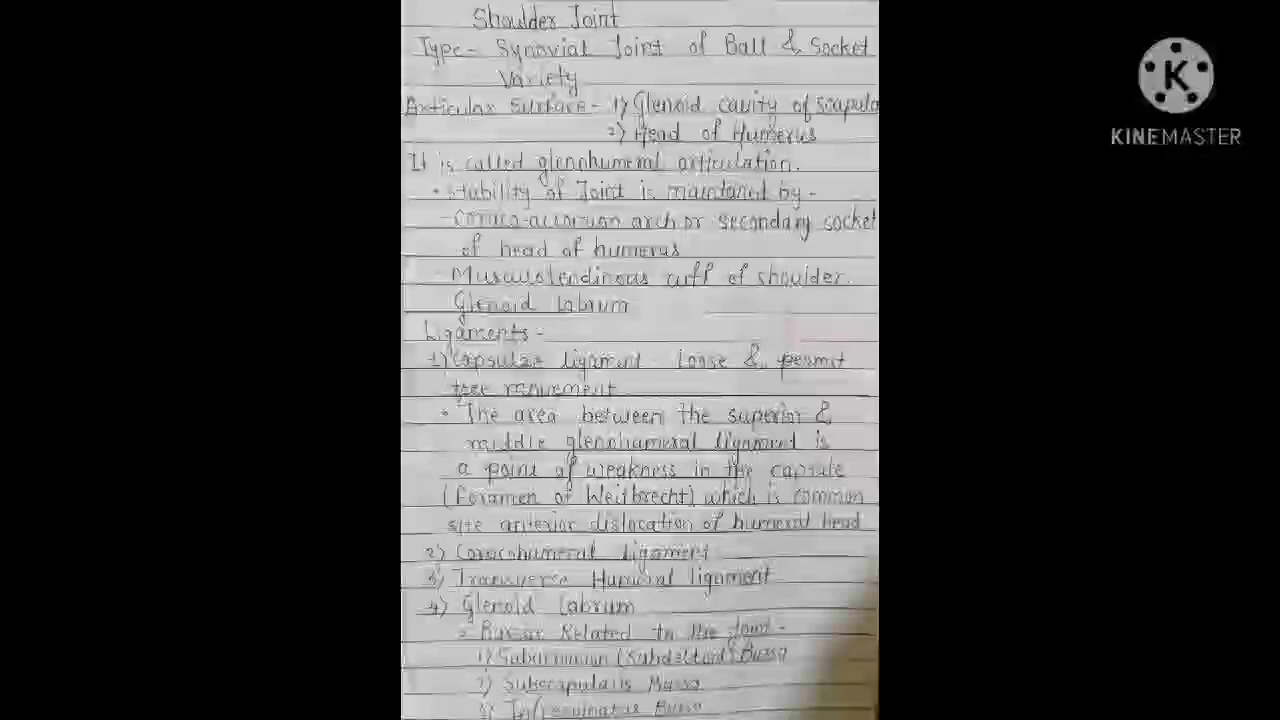 Shoulder Joint
Type - Synovial Joint of Ball & Socket
Variety
Articular Surface - 1) Glenoid cavity of scapula
2) Head of Humerus
It is called glenohumeral articulation.
• Stability of Joint is maintaned by -
- Coraco-acromion arch or secondary socket
of head of humerus
- Musculotendinous cuff of shoulder.
Glenoid Labrum
Ligaments -
1) Capsular ligament Loose & permit
free movement
• The area between the superior &
middle glenohumeral ligament is
a point of weakness in the capsule
(Foramen of Weitbrecht) which is common
site anterior dislocation of humeral head
2) Coracohumeral ligament
3) Transverse Humeral ligament
4) Glenoid Labrum
Bursae Related to the Joint -
1) Subacromion (Subdeltoid) Bursa
2) Subscapularis Bursa
3) Infraspinatus Bursa
K
KINEMASTER